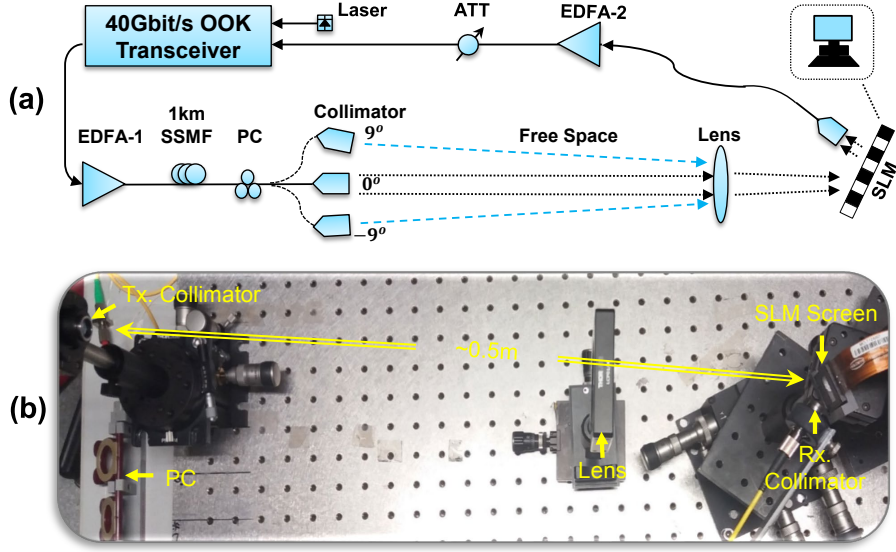 (a)
40Gbit/s OOK
Transceiver
Laser
ATT
EDFA-2
EDFA-1
1km
SSMF
PC
Collimator
9°
0°
−9°
Free Space
Lens
SLM
(b)
Tx. Collimator
SLM Screen
~0.5m
PC
Lens
Rx.
Collimator